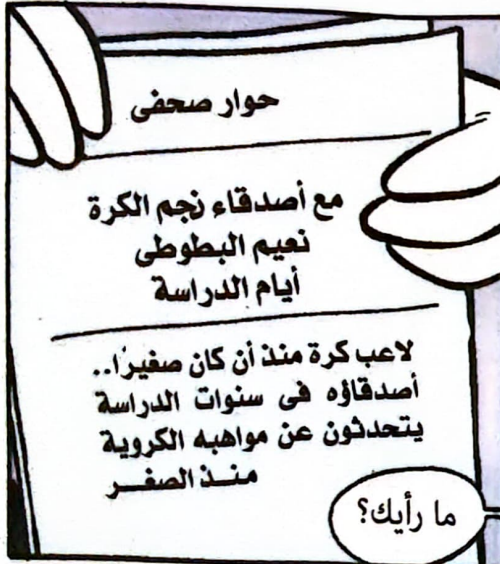 حوار صحفى
مع أصدقاء نجم الكرة
نعيم البطوطى
أيام الدراسة
لاعب كرة منذ أن كان صغيرًا..
أصدقاؤه فى سنوات الدراسة
يتحدثون عن مواهبه الكروية
منذ الصغر
ما رأيك؟